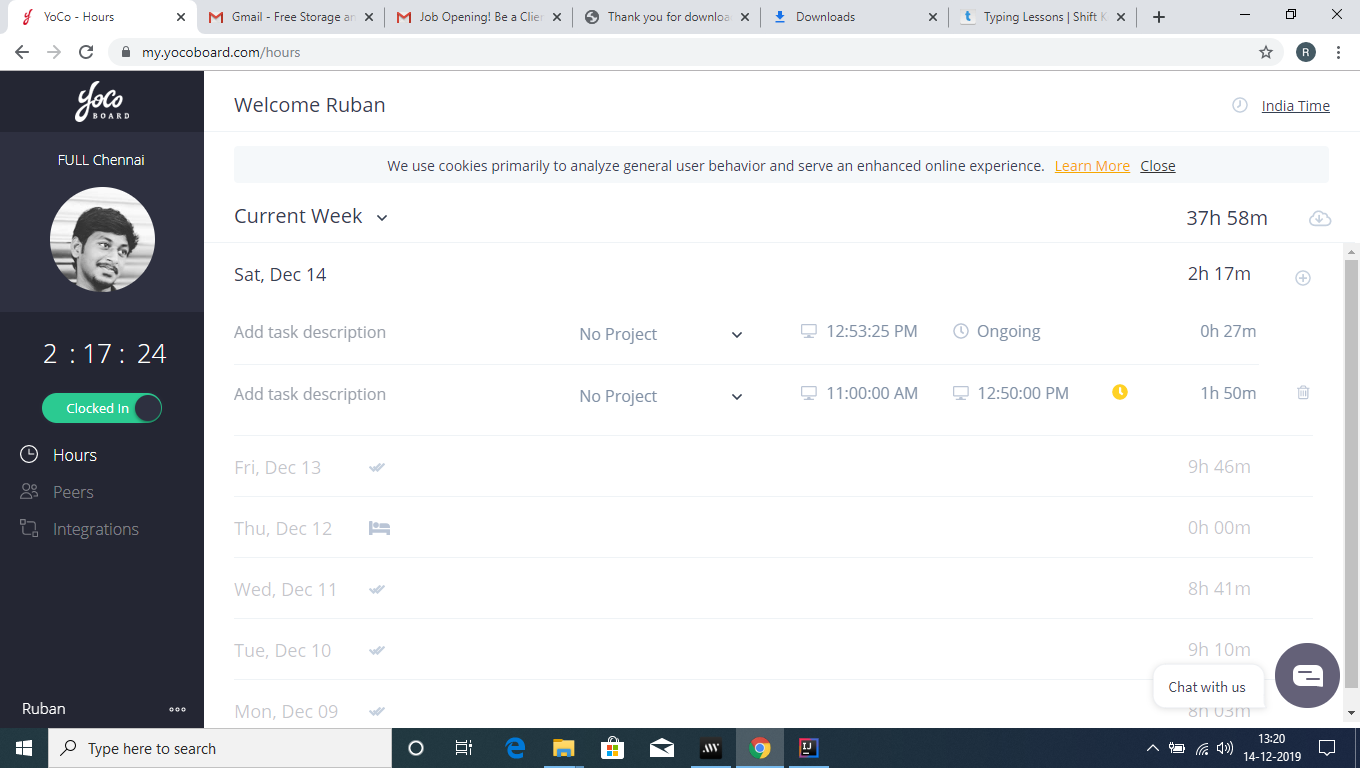 YoCo - Hours
Gmail - Free Storage an
Job Opening! Be a Clien
Thank you for downloa
Downloads
Typing Lessons | Shift K
my.yocoboard.com/hours
R
YoCo
BOARD
Welcome Ruban
India Time
FULL Chennai
We use cookies primarily to analyze general user behavior and serve an enhanced online experience. Learn More Close
Current Week
37h 58m
Sat, Dec 14
2h 17m
Add task description No Project 12:53:25 PM Ongoing 0h 27m
2 : 17 : 24
Add task description No Project 11:00:00 AM 12:50:00 PM 1h 50m
Clocked In
Hours
Peers
Integrations
Fri, Dec 13 9h 46m
Thu, Dec 12 0h 00m
Wed, Dec 11 8h 41m
Tue, Dec 10 9h 10m
Mon, Dec 09 8h 03m
Chat with us
Ruban
Type here to search
IJ
13:20
14-12-2019